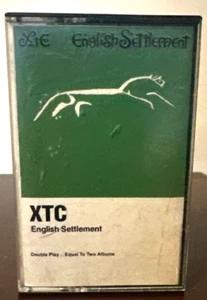 XTC English Settlement
XTC
English Settlement
Double Play... Equal To Two Albums